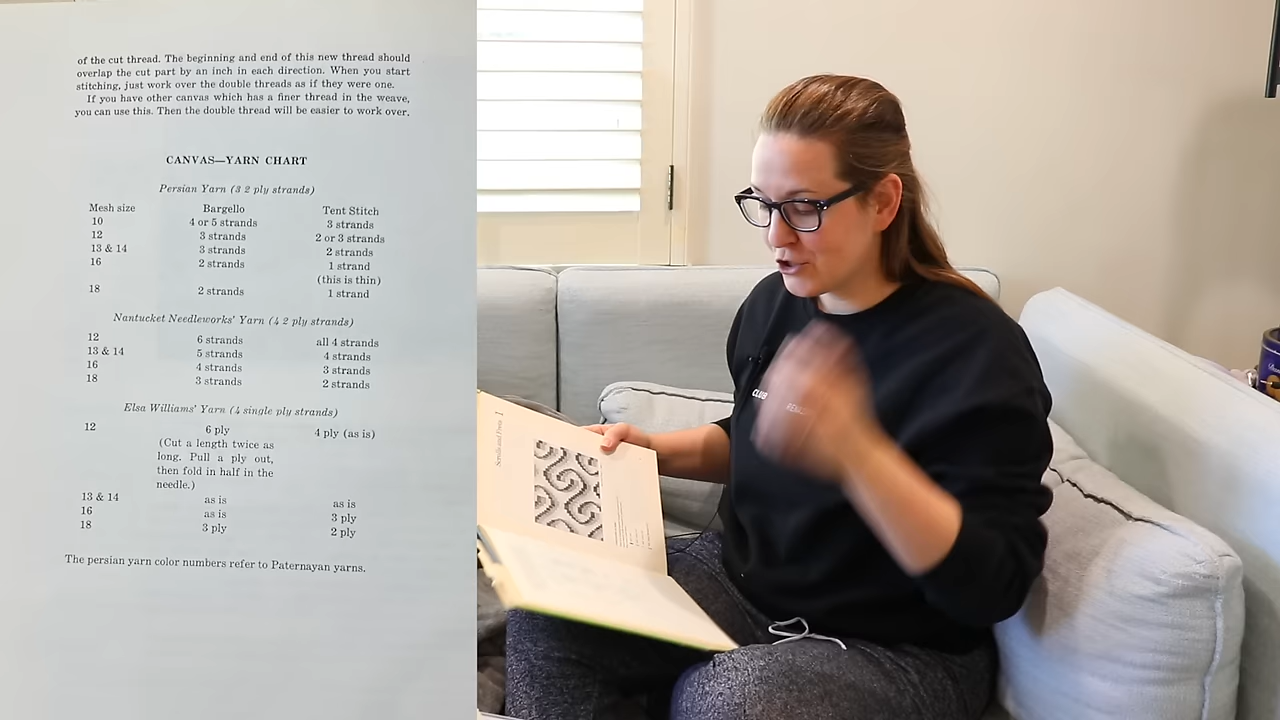 of the cut thread. The beginning and end of this new thread should
overlap the cut part by an inch in each direction. When you start
stitching, just work over the double threads as if they were one.
If you have other canvas which has a finer thread in the weave,
you can use this. Then the double thread will be easier to work over.
CANVAS—YARN CHART
Persian Yarn (3 2 ply strands)
Mesh size Bargello Tent Stitch
10 4 or 5 strands 3 strands
12 3 strands 2 or 3 strands
13 & 14 3 strands 2 strands
16 2 strands 1 strand
(this is thin)
18 2 strands 1 strand
Nantucket Needleworks' Yarn (4 2 ply strands)
12 6 strands all 4 strands
13 & 14 5 strands 4 strands
16 4 strands 3 strands
18 3 strands 2 strands
Elsa Williams' Yarn (4 single ply strands)
12 6 ply 4 ply (as is)
(Cut a length twice as
long. Pull a ply out,
then fold in half in the
needle.)
13 & 14 as is as is
16 as is 3 ply
18 3 ply 2 ply
The persian yarn color numbers refer to Paternayan yarns.
CLUB